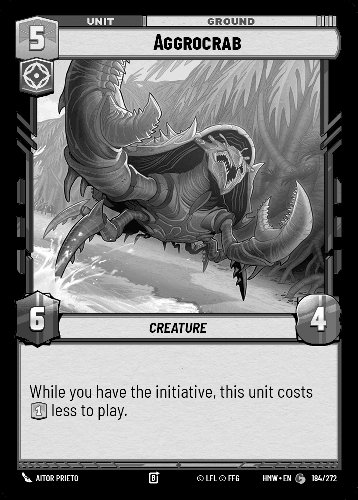 UNIT GROUND
5 AGGROCRAB
6 4
CREATURE
While you have the initiative, this unit costs
1 less to play.
AITOR PRIETO B © LFL © FFG HMW • EN C 184/272